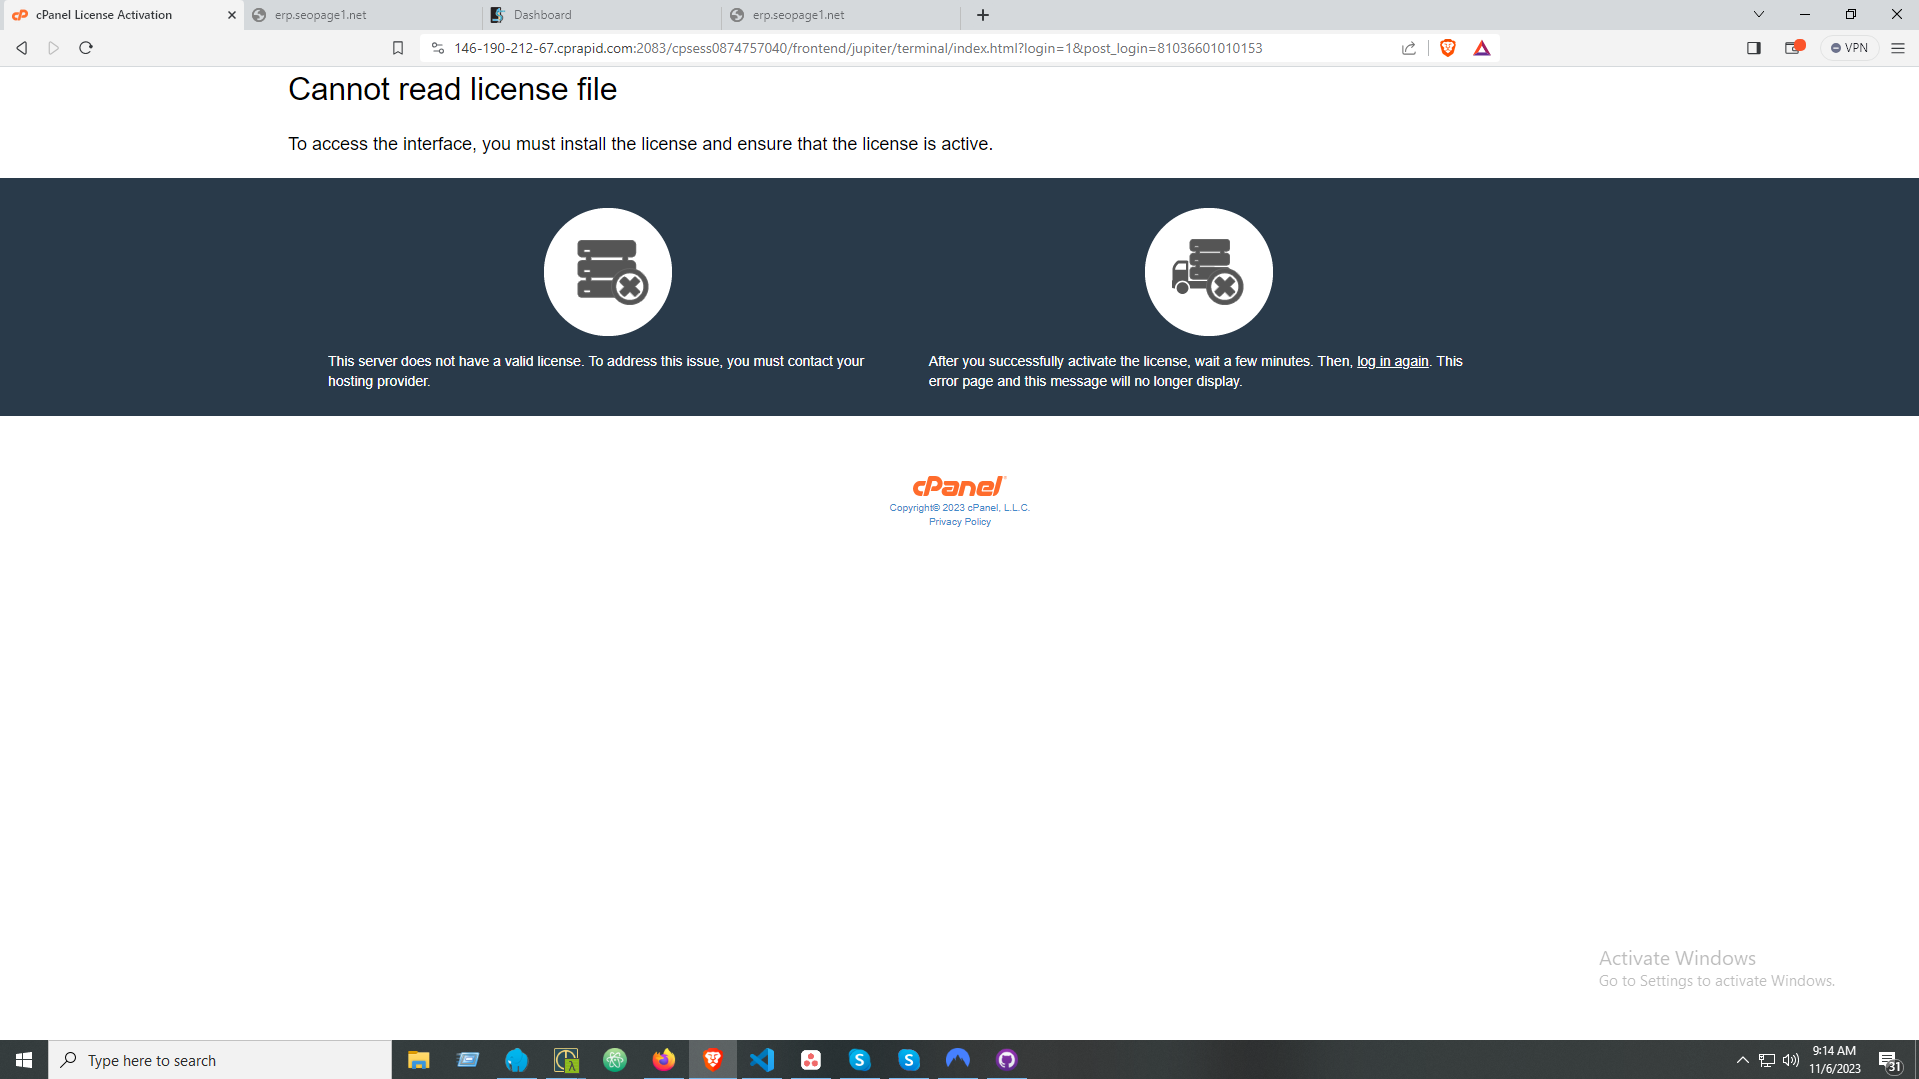 cPanel License Activation
erp.seopage1.net
Dashboard
erp.seopage1.net
146-190-212-67.cprapid.com:2083/cpsess0874757040/frontend/jupiter/terminal/index.html?login=1&post_login=81036601010153
VPN
Cannot read license file
To access the interface, you must install the license and ensure that the license is active.
This server does not have a valid license. To address this issue, you must contact your
hosting provider.
After you successfully activate the license, wait a few minutes. Then, log in again. This
error page and this message will no longer display.
cPanel®
Copyright© 2023 cPanel, L.L.C.
Privacy Policy
Activate Windows
Go to Settings to activate Windows.
Type here to search
9:14 AM
11/6/2023
31